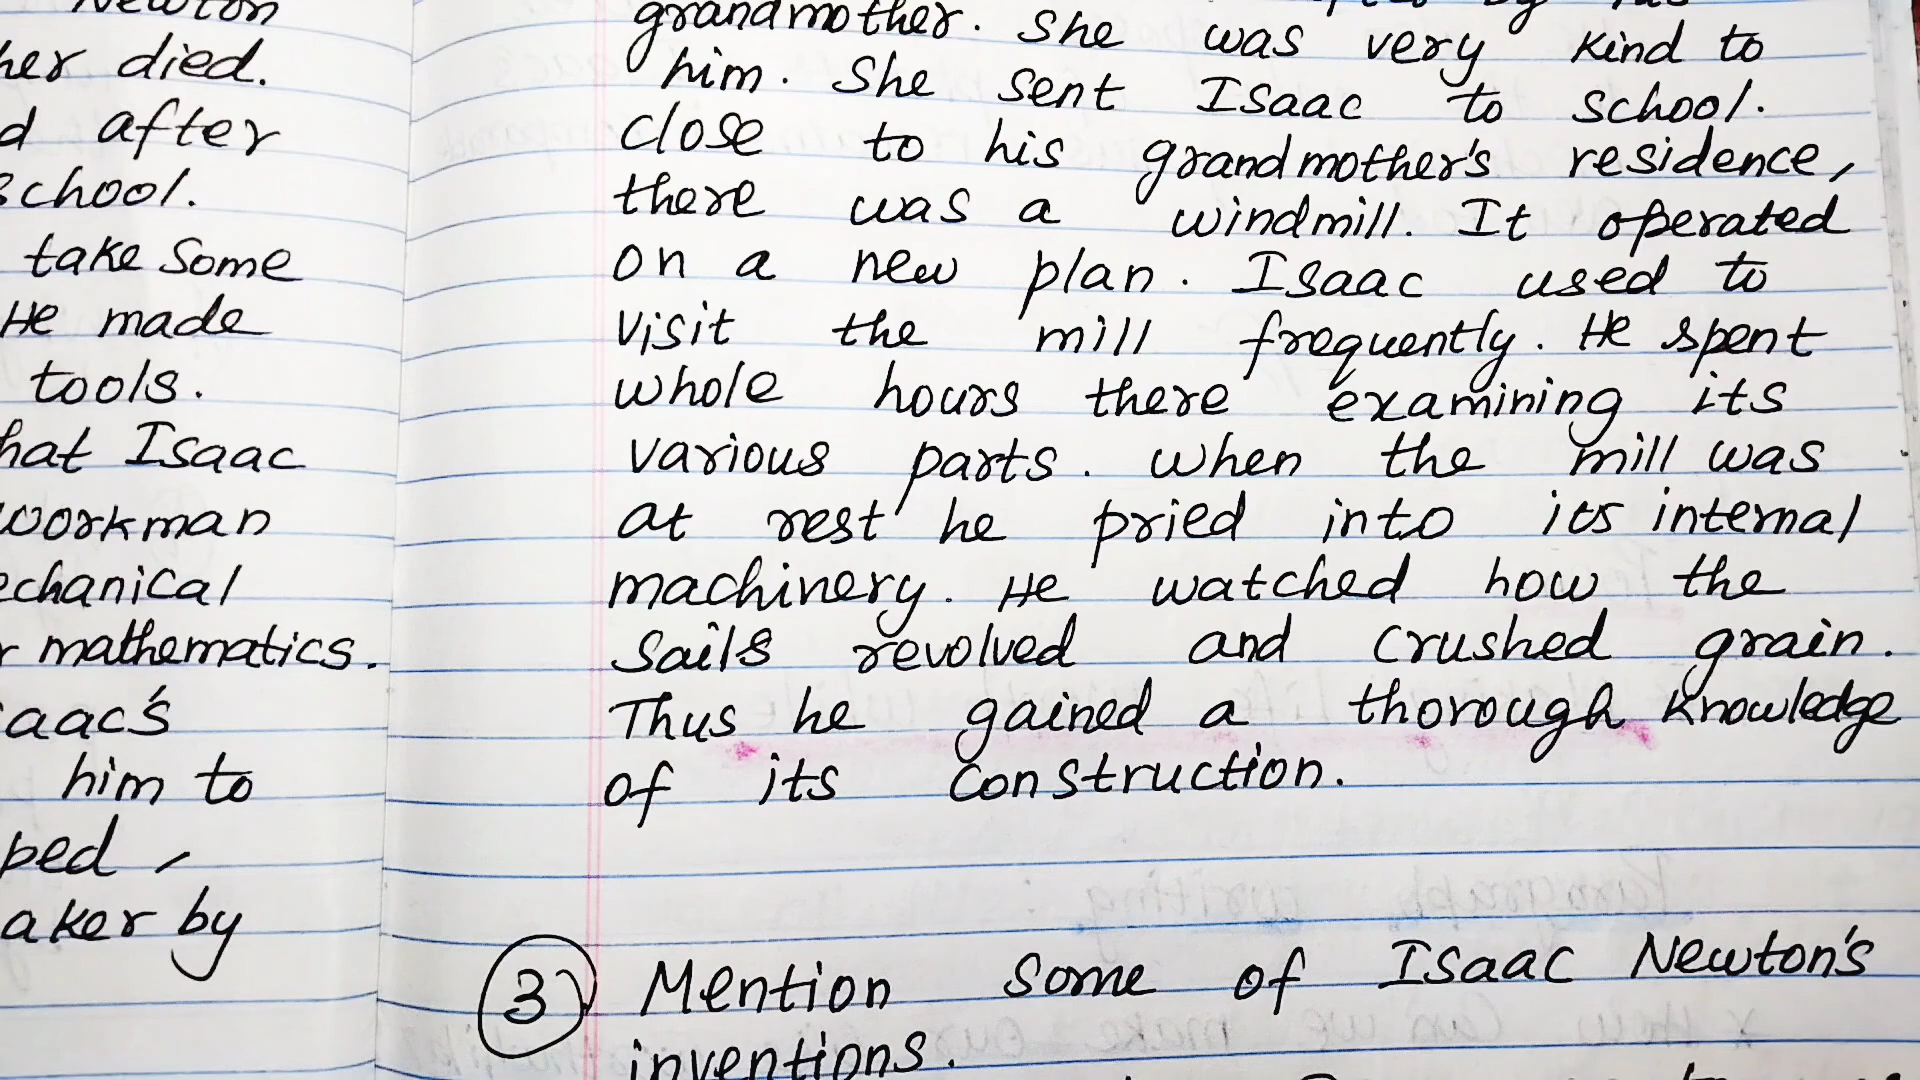 Newton
her died.
d after
school.
take some
He made
tools.
hat Isaac
workman
echanical
r mathematics.
aac's
him to
ped,
aker by
by his
grandmother. She was very kind to
him. She sent Isaac to school.
close to his grandmother's residence,
there was a windmill. It operated
on a new plan. Isaac used to
visit the mill frequently. He spent
whole hours there examining its
various parts. when the mill was
at rest he pried into its internal
machinery. He watched how the
sails revolved and crushed grain.
Thus he gained a thorough knowledge
of its construction.
3) Mention some of Isaac Newton's
inventions.